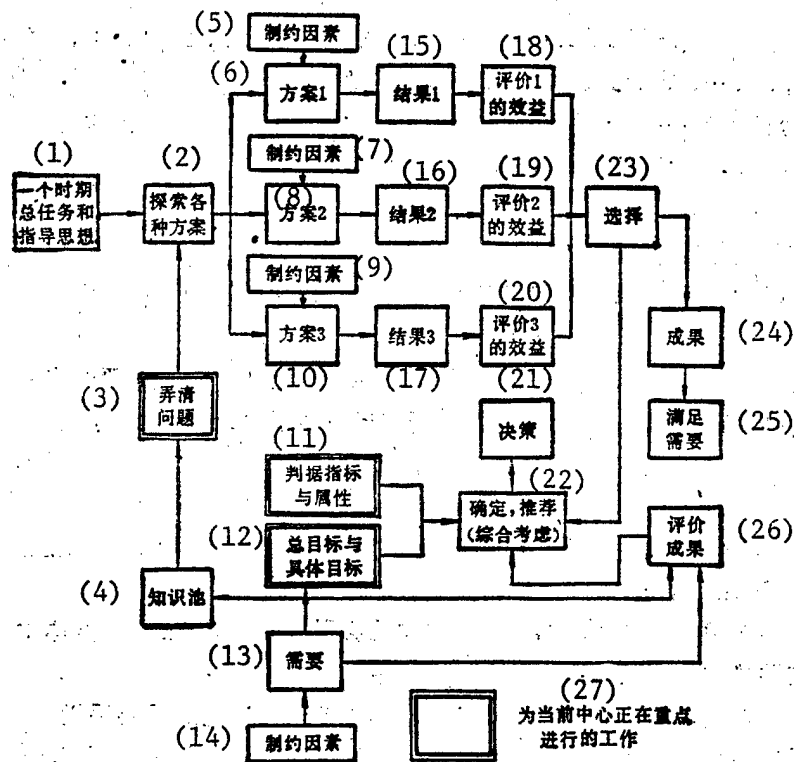 (5)
制约因素
(15)
(18)
(6)
方案1
结果1
评价1
的效益
制约因素
(7)
(1)
(2)
(16)
(19)
(23)
一个时期
总任务和
指导思想
探索各
种方案
(8)
方案2
结果2
评价2
的效益
选择
(9)
制约因素
(20)
方案3
结果3
评价3
的效益
成果
(24)
(10)
(17)
(21)
(3)
弄清
问题
决策
满足
需要
(25)
(11)
判据指标
与属性
(22)
确定,推荐
(综合考虑)
评价
成果
(26)
(12)
总目标与
具体目标
(4)
知识池
(13)
需要
(27)
为当前中心正在重点
进行的工作
(14)
制约因素